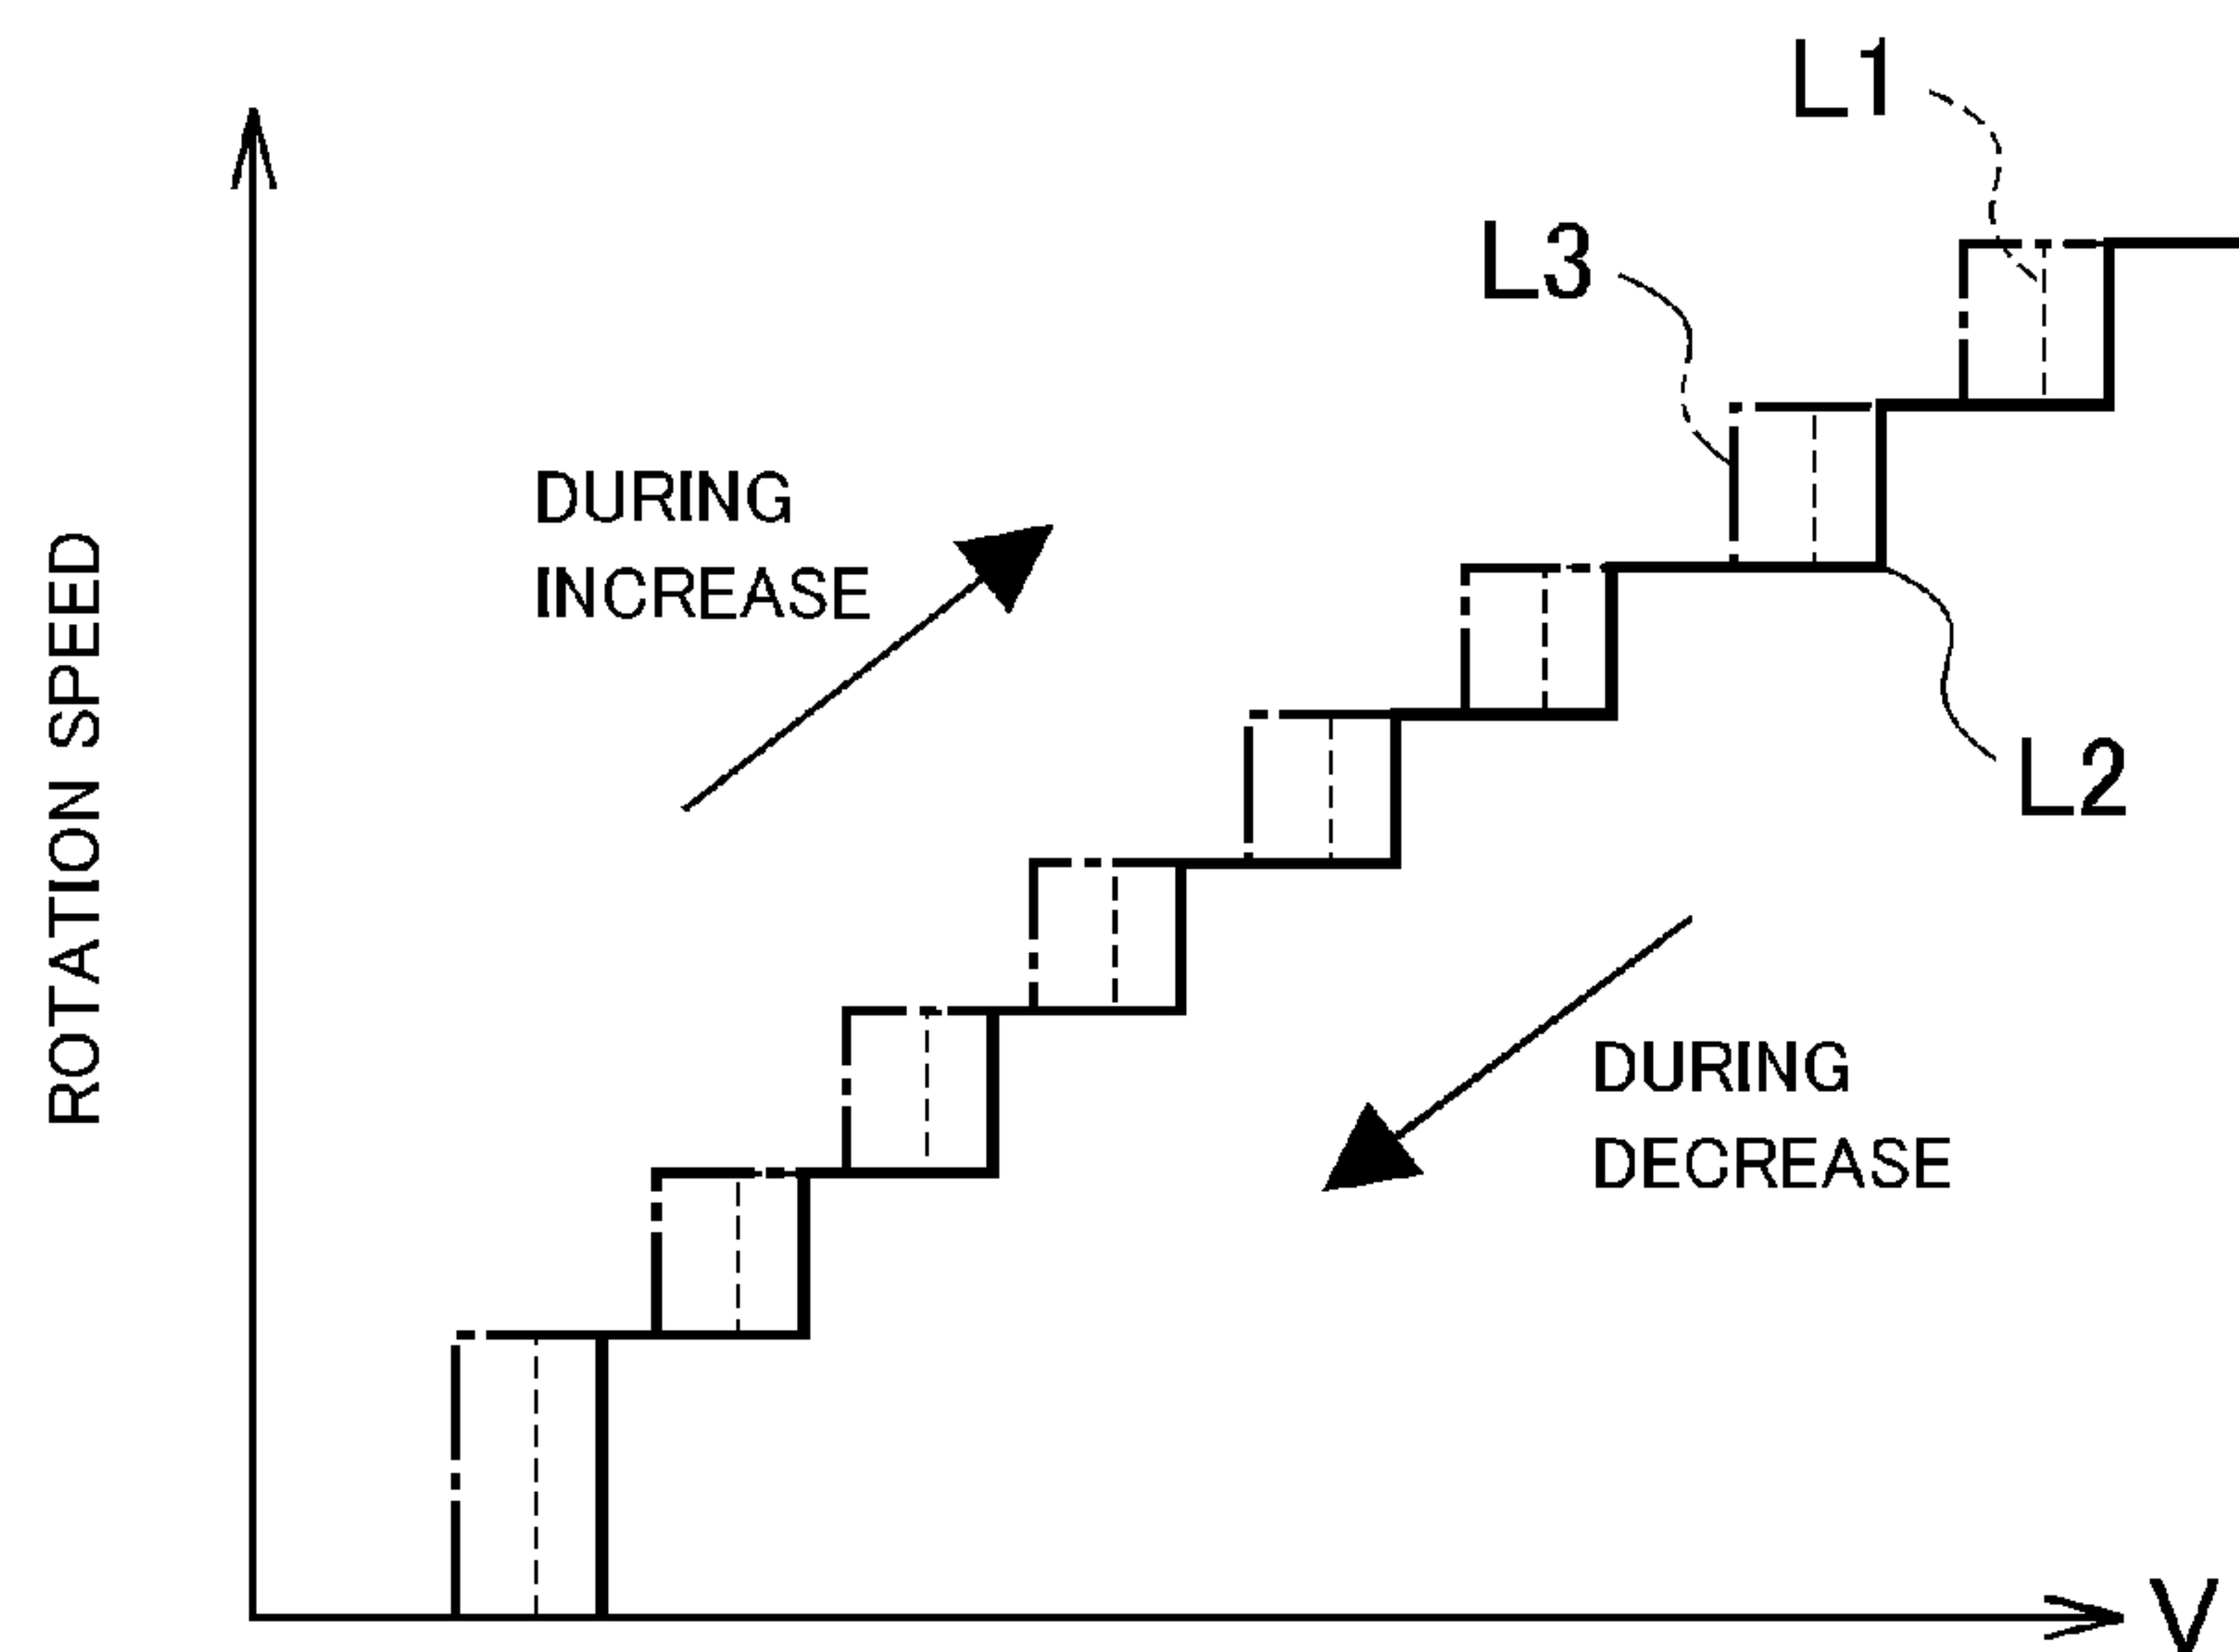 L1
L3
DURING
INCREASE
ROTATION SPEED
L2
DURING
DECREASE
V